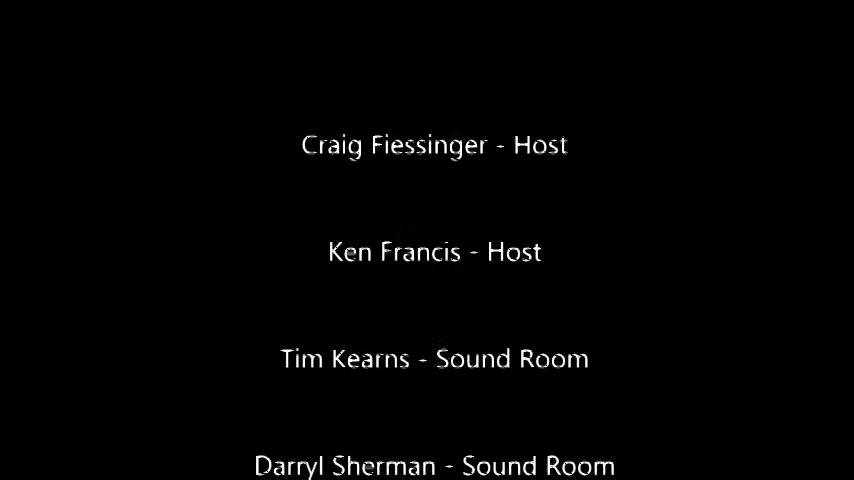 Craig Fiessinger - Host
Ken Francis - Host
Tim Kearns - Sound Room
Darryl Sherman - Sound Room